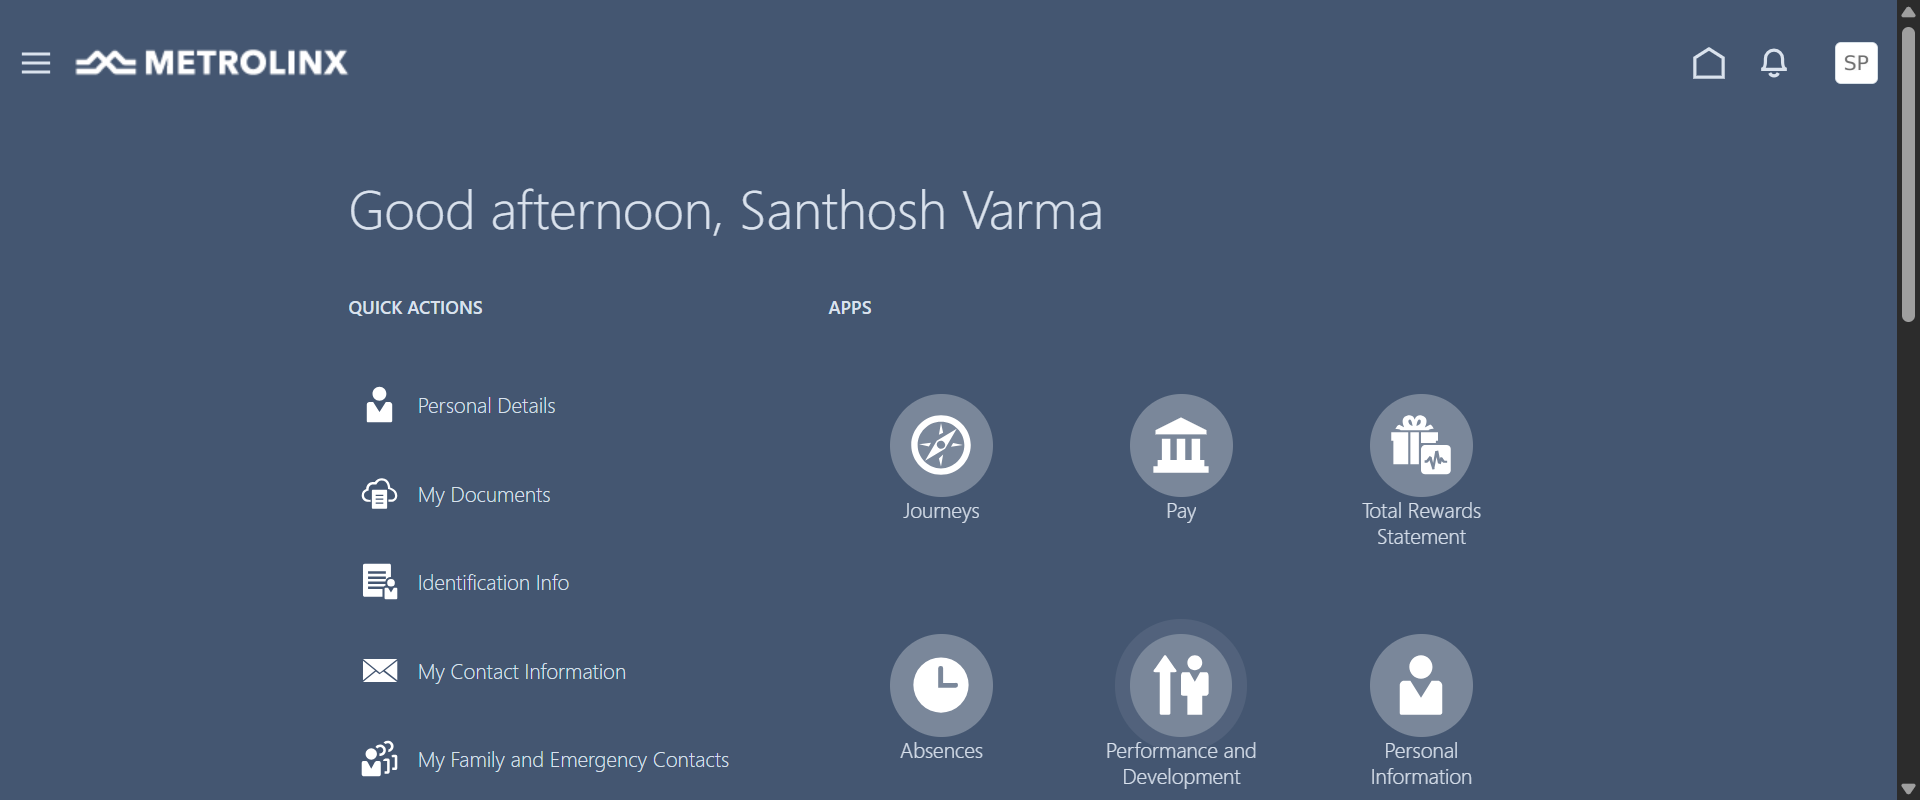 METROLINX
SP
Good afternoon, Santhosh Varma
QUICK ACTIONS
Personal Details
My Documents
Identification Info
My Contact Information
My Family and Emergency Contacts
APPS
Journeys
Pay
Total Rewards
Statement
Absences
Performance and
Development
Personal
Information